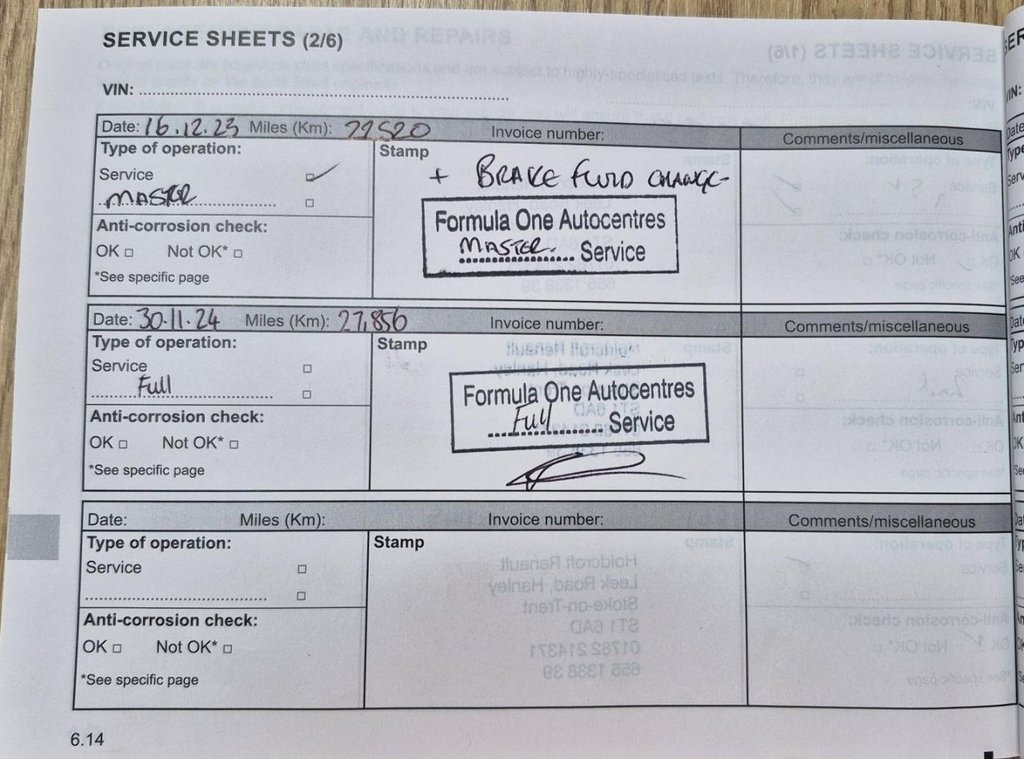 SERVICE SHEETS (2/6)
VIN:
Date: 16.12.23 Miles (Km): 22520 Invoice number: Comments/miscellaneous
Type of operation: Stamp
Service + BRAKE FLUID CHANGE
MASTER
Formula One Autocentres
MASTER Service
Anti-corrosion check:
OK Not OK*
*See specific page
Date: 30.11.24 Miles (Km): 27,856 Invoice number: Comments/miscellaneous
Type of operation: Stamp
Service
Full
Formula One Autocentres
Full Service
Anti-corrosion check:
OK Not OK*
*See specific page
Date: Miles (Km): Invoice number: Comments/miscellaneous
Type of operation: Stamp
Service
Anti-corrosion check:
OK Not OK*
*See specific page
6.14